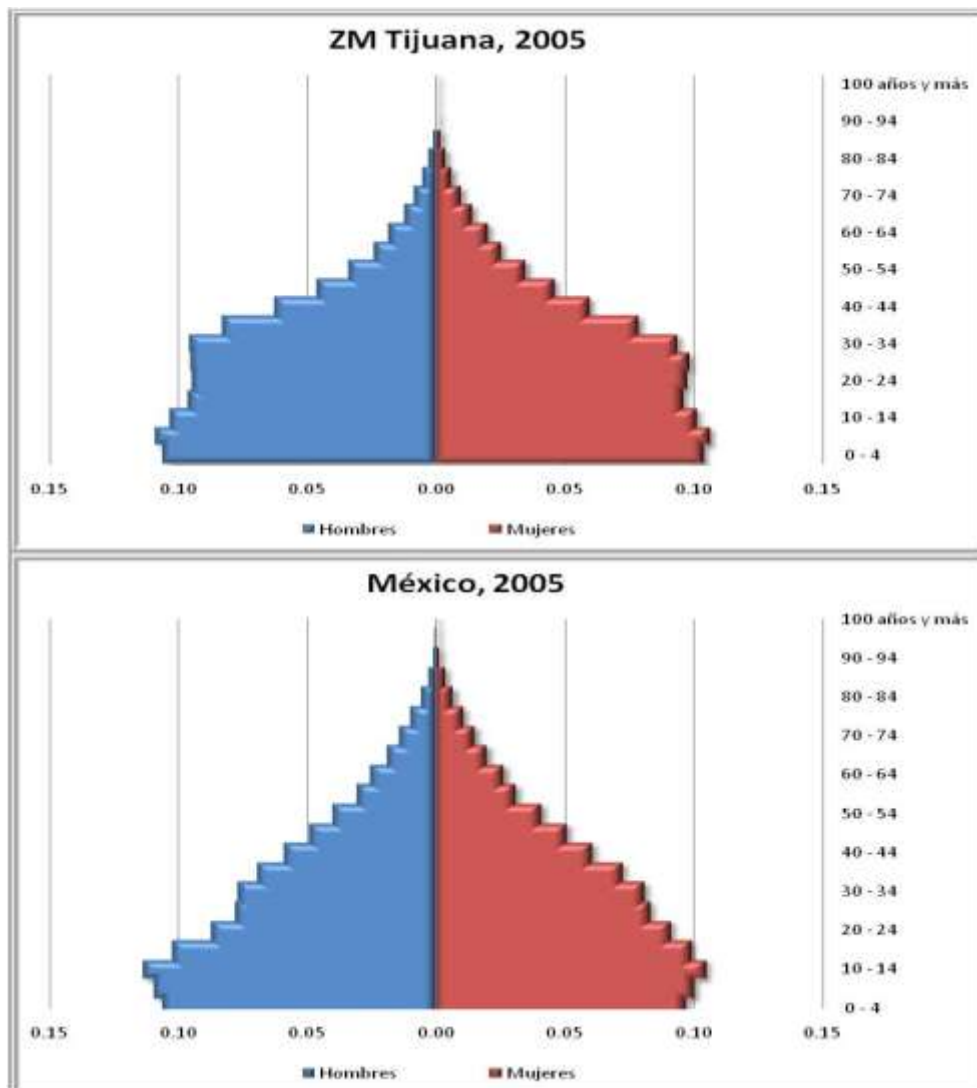 ZM Tijuana, 2005
100 años y más
90 - 94
80 - 84
70 - 74
60 - 64
50 - 54
40 - 44
30 - 34
20 - 24
10 - 14
0 - 4
0.15 0.10 0.05 0.00 0.05 0.10 0.15
Hombres Mujeres
México, 2005
100 años y más
90 - 94
80 - 84
70 - 74
60 - 64
50 - 54
40 - 44
30 - 34
20 - 24
10 - 14
0 - 4
0.15 0.10 0.05 0.00 0.05 0.10 0.15
Hombres Mujeres